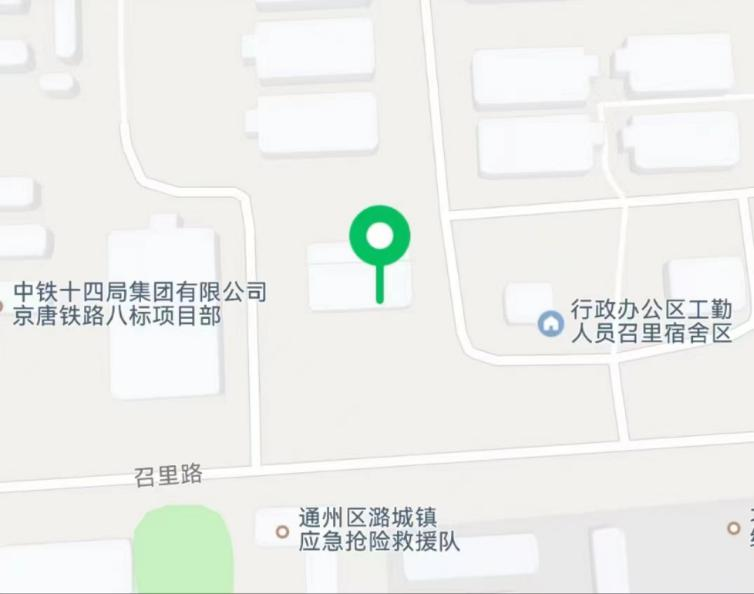 中铁十四局集团有限公司
京唐铁路八标项目部
行政办公区工勤
人员召里宿舍区
召里路
通州区潞城镇
应急抢险救援队